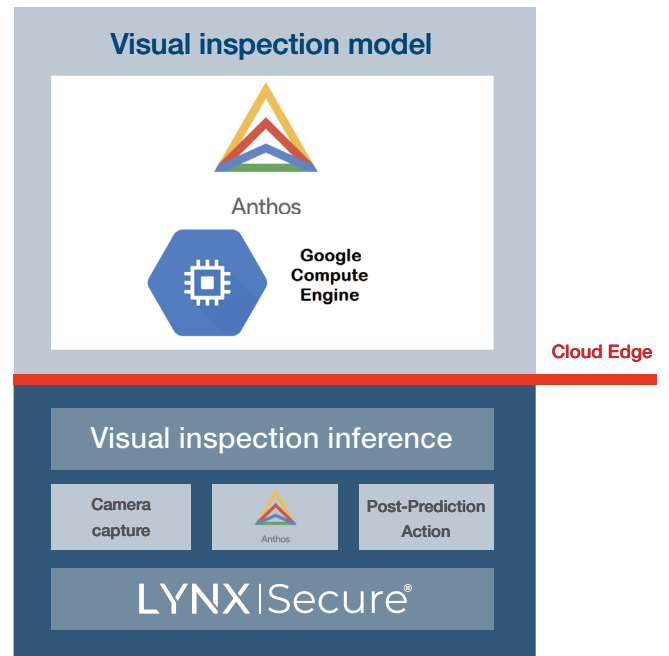 Visual inspection model
Anthos
Google
Compute
Engine
Cloud Edge
Visual inspection inference
Camera
capture
Anthos
Post-Prediction
Action
LYNX|Secure®